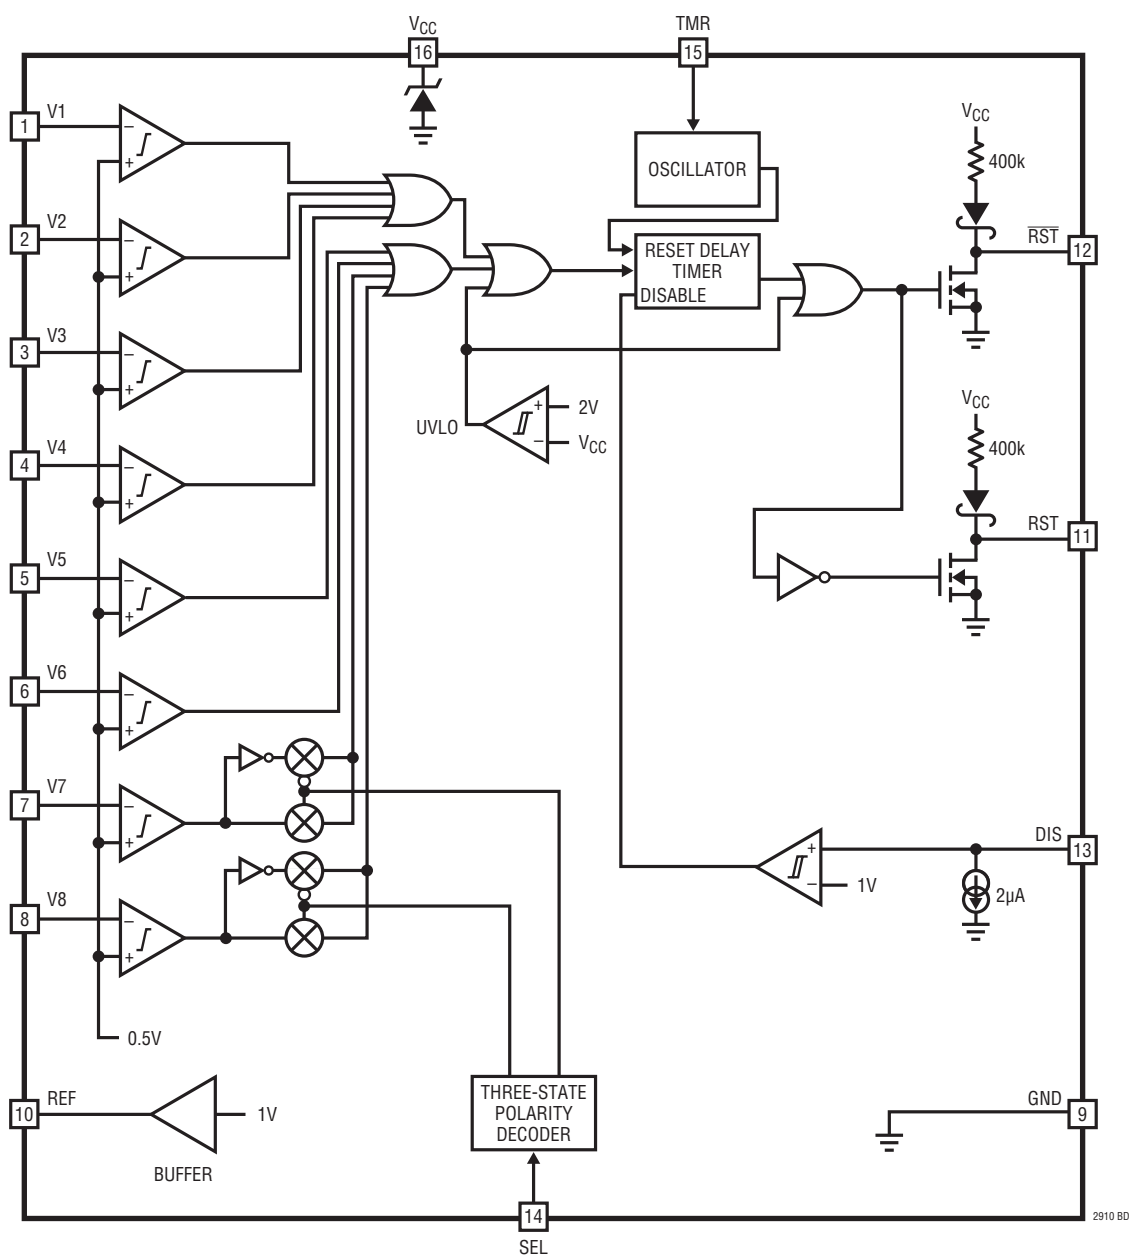 VCC
TMR
16
15
V1
1
–
+
VCC
400k
OSCILLATOR
V2
2
–
+
RST
12
RESET DELAY
TIMER
DISABLE
V3
3
–
+
UVLO
+
2V
–
VCC
VCC
400k
V4
4
–
+
RST
11
V5
5
–
+
V6
6
–
+
V7
7
–
+
DIS
13
+
–
1V
2µA
V8
8
–
+
0.5V
REF
10
1V
BUFFER
THREE-STATE
POLARITY
DECODER
GND
9
14
SEL
2910 BD